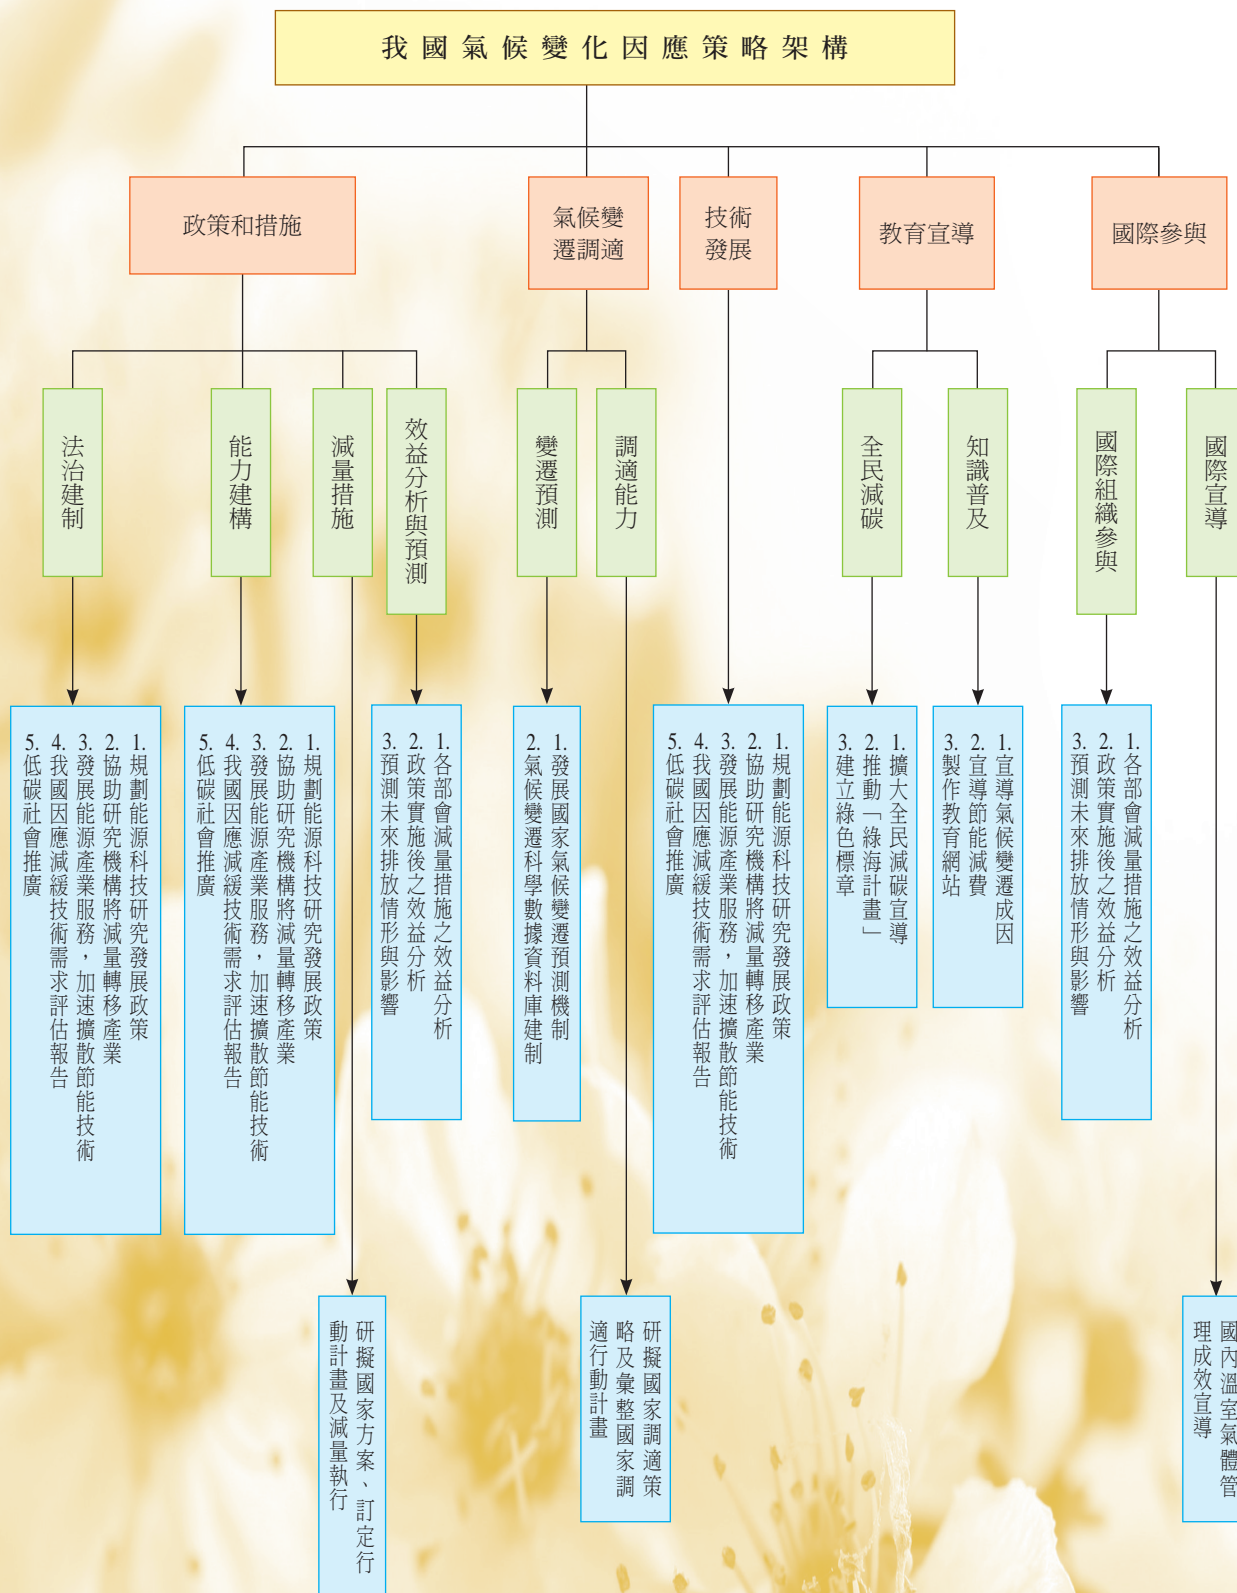 我國氣候變化因應策略架構
政策和措施
氣候變
遷調適
技術
發展
教育宣導
國際參與
法治建制
能力建構
減量措施
效益分析與預測
變遷預測
調適能力
全民減碳
知識普及
國際組織參與
國際宣導
1. 規劃能源科技研究發展政策
2. 協助研究機構將減量轉移產業
3. 發展能源產業服務，加速擴散節能技術
4. 我國因應減緩技術需求評估報告
5. 低碳社會推廣
1. 規劃能源科技研究發展政策
2. 協助研究機構將減量轉移產業
3. 發展能源產業服務，加速擴散節能技術
4. 我國因應減緩技術需求評估報告
5. 低碳社會推廣
1. 各部會減量措施之效益分析
2. 政策實施後之效益分析
3. 預測未來排放情形與影響
1. 發展國家氣候變遷預測機制
2. 氣候變遷科學數據資料庫建制
1. 規劃能源科技研究發展政策
2. 協助研究機構將減量轉移產業
3. 發展能源產業服務，加速擴散節能技術
4. 我國因應減緩技術需求評估報告
5. 低碳社會推廣
1. 擴大全民減碳宣導
2. 推動「綠海計畫」
3. 建立綠色標章
1. 宣導氣候變遷成因
2. 宣導節能減費
3. 製作教育網站
1. 各部會減量措施之效益分析
2. 政策實施後之效益分析
3. 預測未來排放情形與影響
研擬國家方案、訂定行
動計畫及減量執行
研擬國家調適策
略及彙整國家調
適行動計畫
國內溫室氣體管
理成效宣導